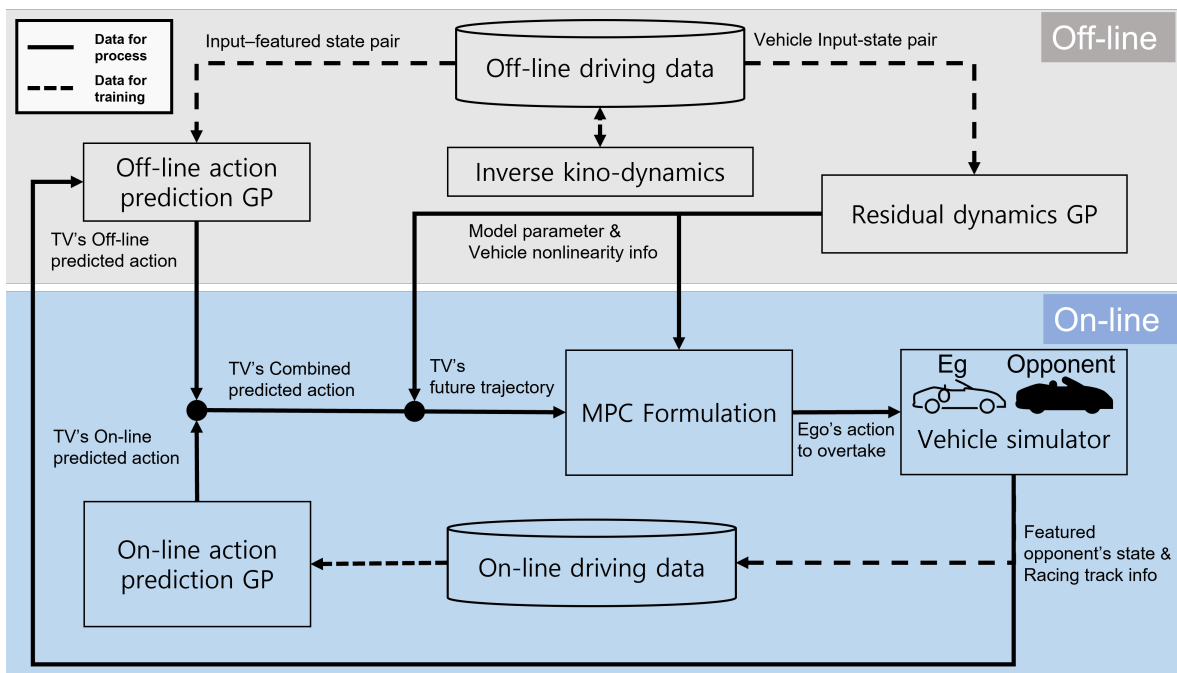 Data for
process
Data for
training
Input–featured state pair
Off-line driving data
Vehicle Input-state pair
Off-line
Off-line action
prediction GP
Inverse kino-dynamics
Residual dynamics GP
TV's Off-line
predicted action
Model parameter &
Vehicle nonlinearity info
On-line
TV's Combined
predicted action
TV's
future trajectory
MPC Formulation
Eg
Opponent
Vehicle simulator
Ego's action
to overtake
TV's On-line
predicted action
On-line action
prediction GP
On-line driving data
Featured
opponent's state &
Racing track info